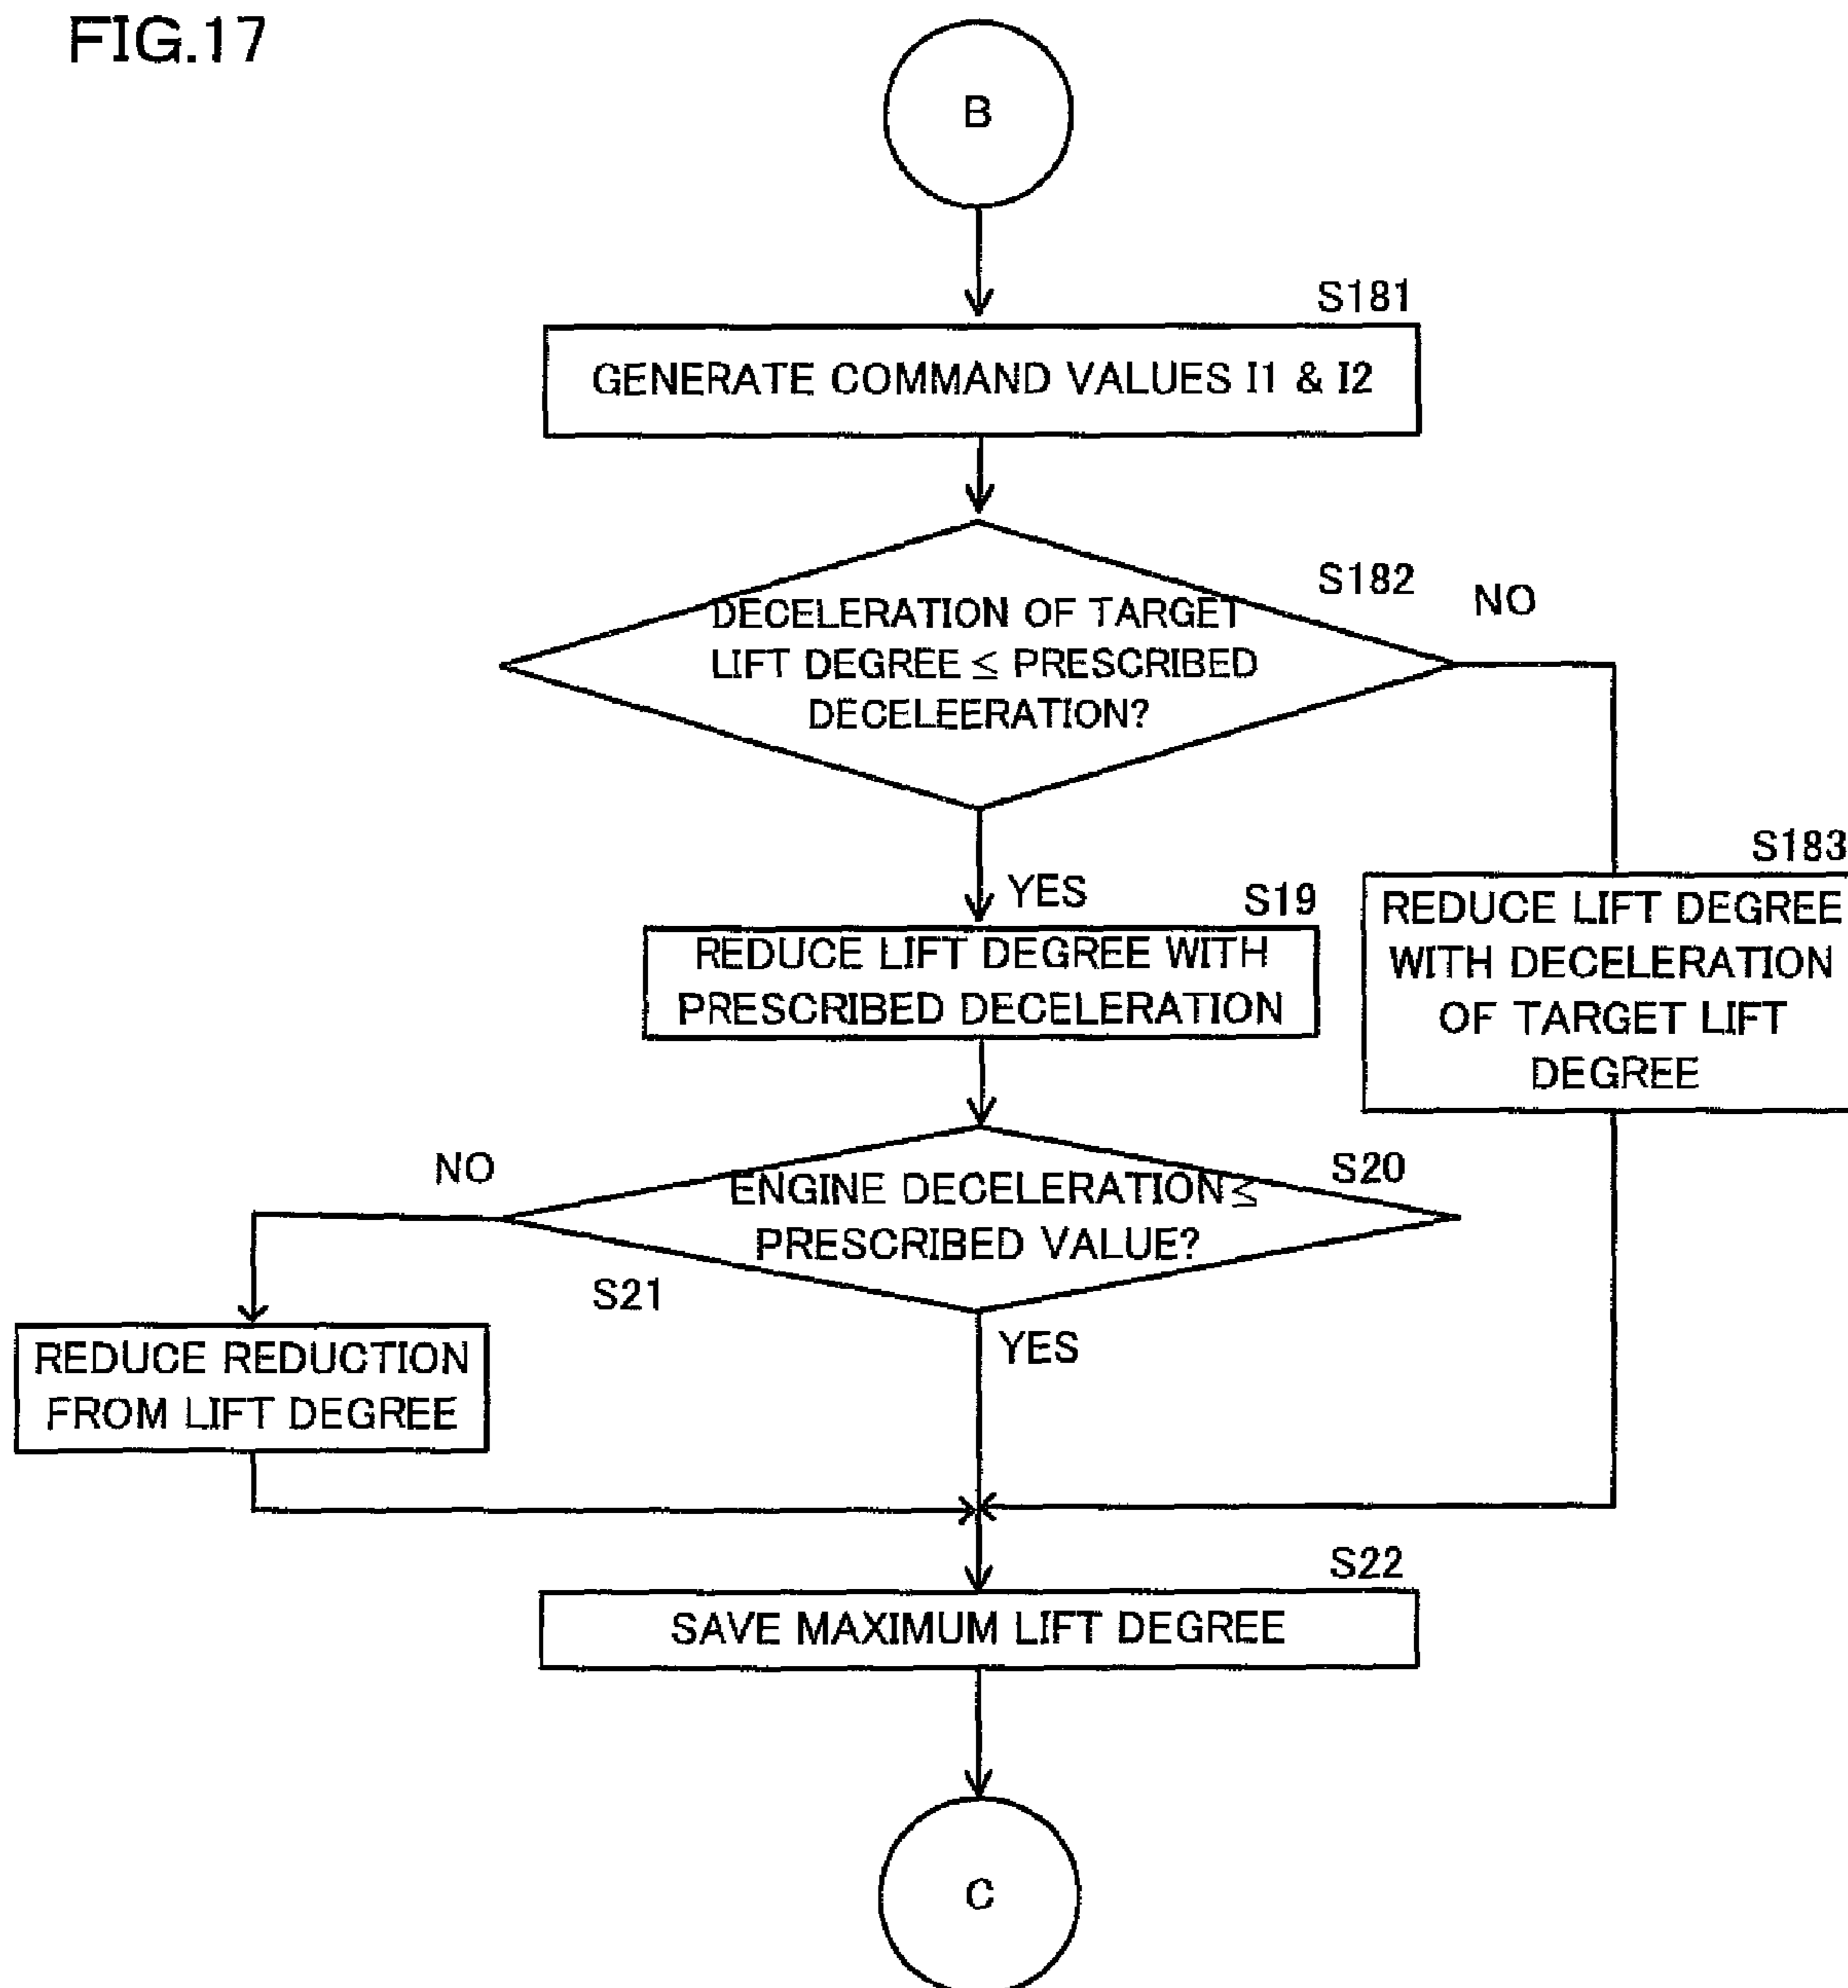 FIG.17
B
S181
GENERATE COMMAND VALUES I1 & I2
S182
NO
DECELERATION OF TARGET
LIFT DEGREE ≤ PRESCRIBED
DECELEERATION?
YES
S19
REDUCE LIFT DEGREE WITH
PRESCRIBED DECELERATION
S183
REDUCE LIFT DEGREE
WITH DECELERATION
OF TARGET LIFT
DEGREE
NO
S20
ENGINE DECELERATION≦
PRESCRIBED VALUE?
S21
YES
REDUCE REDUCTION
FROM LIFT DEGREE
S22
SAVE MAXIMUM LIFT DEGREE
C